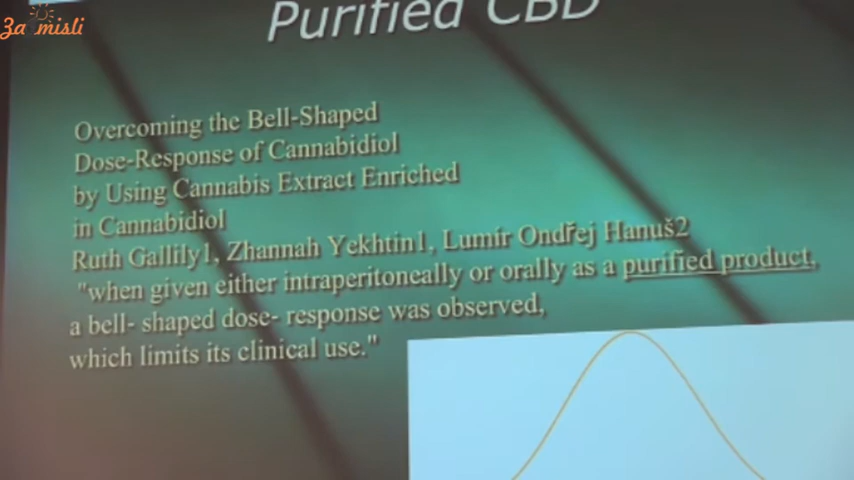 Za misli
Purified CBD
Overcoming the Bell-Shaped
Dose-Response of Cannabidiol
by Using Cannabis Extract Enriched
in Cannabidiol
Ruth Gallily1, Zhannah Yekhtin1, Lumír Ondřej Hanuš2
"when given either intraperitoneally or orally as a purified product,
a bell- shaped dose- response was observed,
which limits its clinical use."